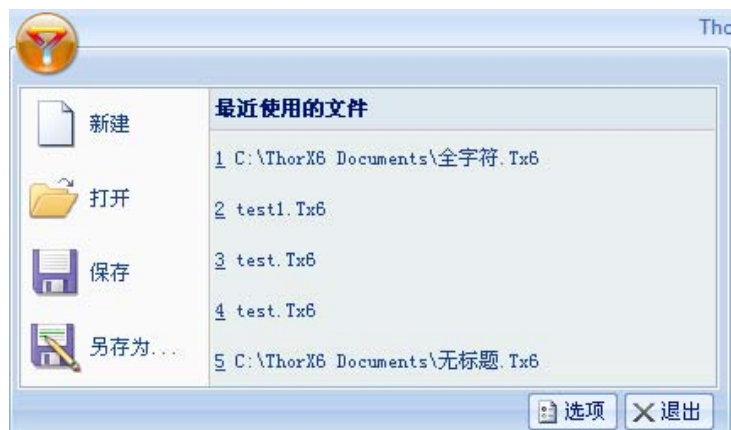 Tho
新建
打开
保存
另存为...
最近使用的文件
1 C:\ThorX6 Documents\全字符.Tx6
2 test1.Tx6
3 test.Tx6
4 test.Tx6
5 C:\ThorX6 Documents\无标题.Tx6
选项
退出